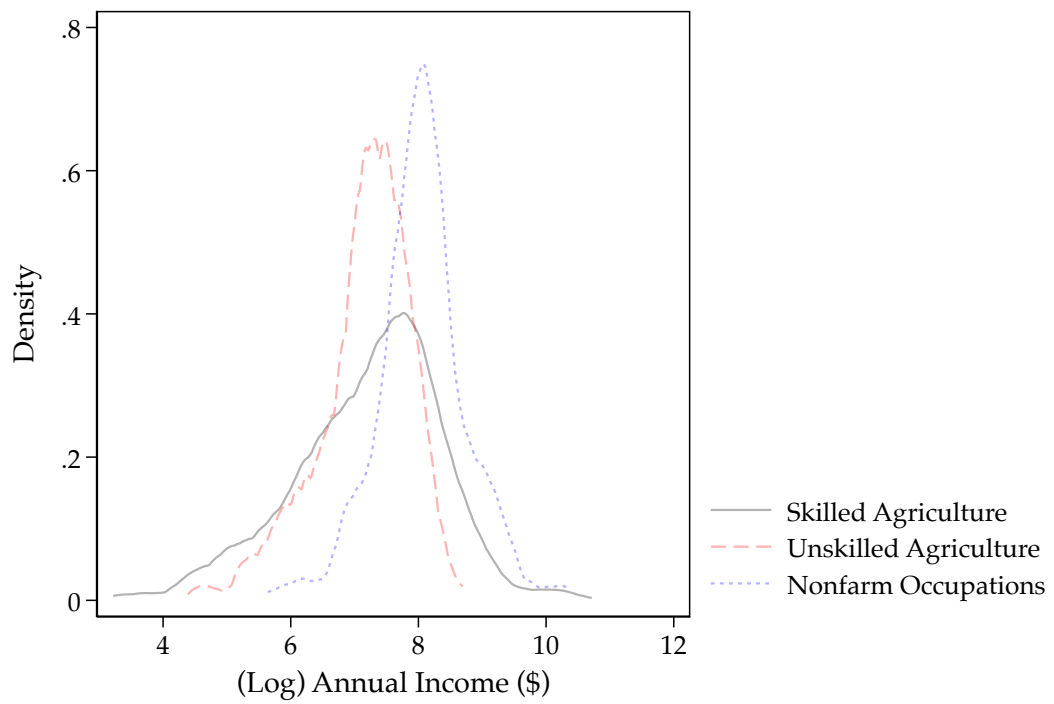 .8
.6
.4
.2
0
Density
4 6 8 10 12
(Log) Annual Income ($)
Skilled Agriculture
Unskilled Agriculture
Nonfarm Occupations